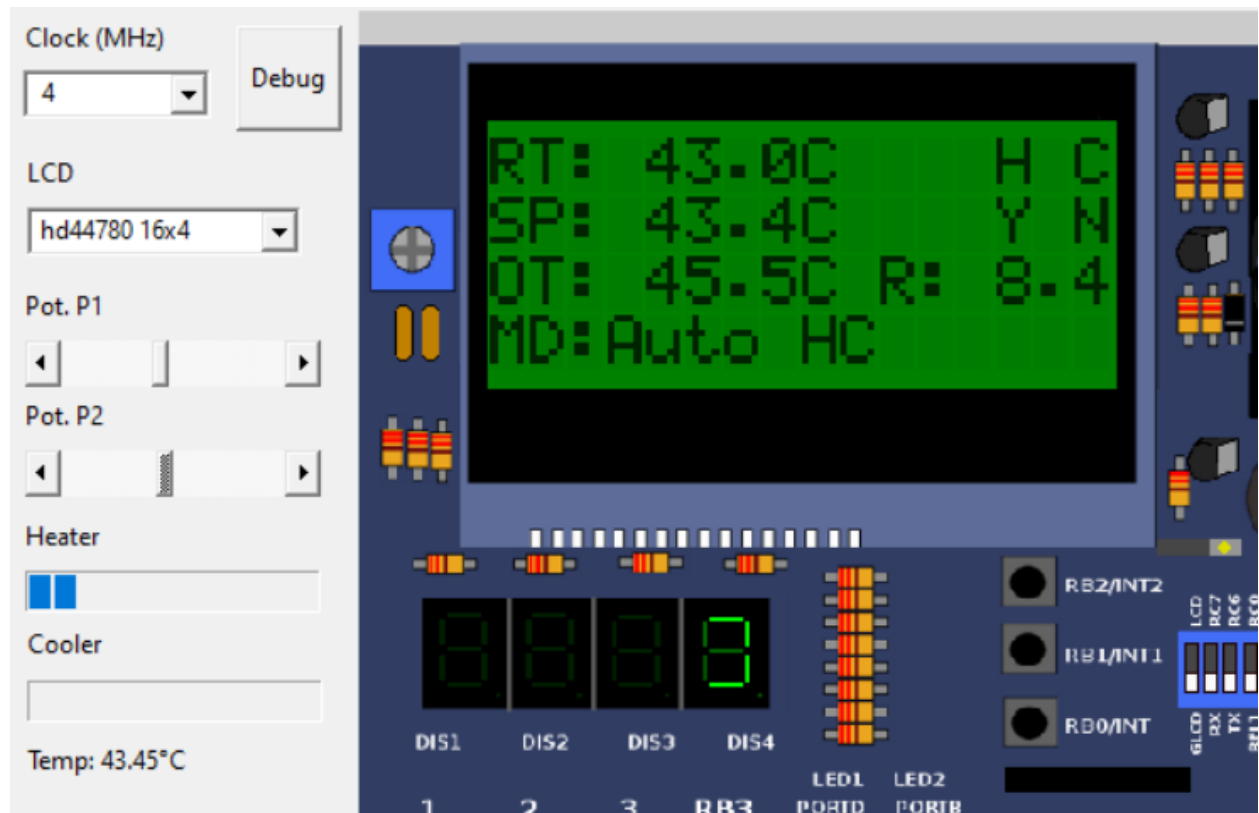 Clock (MHz)
4
Debug
LCD
hd44780 16x4
Pot. P1
Pot. P2
Heater
Cooler
Temp: 43.45°C
RT: 43.0C H C
SP: 43.4C Y N
OT: 45.5C R: 8.4
MD:Auto HC
RB2/INT2
RB1/INT1
RB0/INT
LCD RC7 RC6 RC0
GLCD RX TX REL1
DIS1 DIS2 DIS3 DIS4
LED1 LED2
1 2 3 RB3 PORTD PORTB